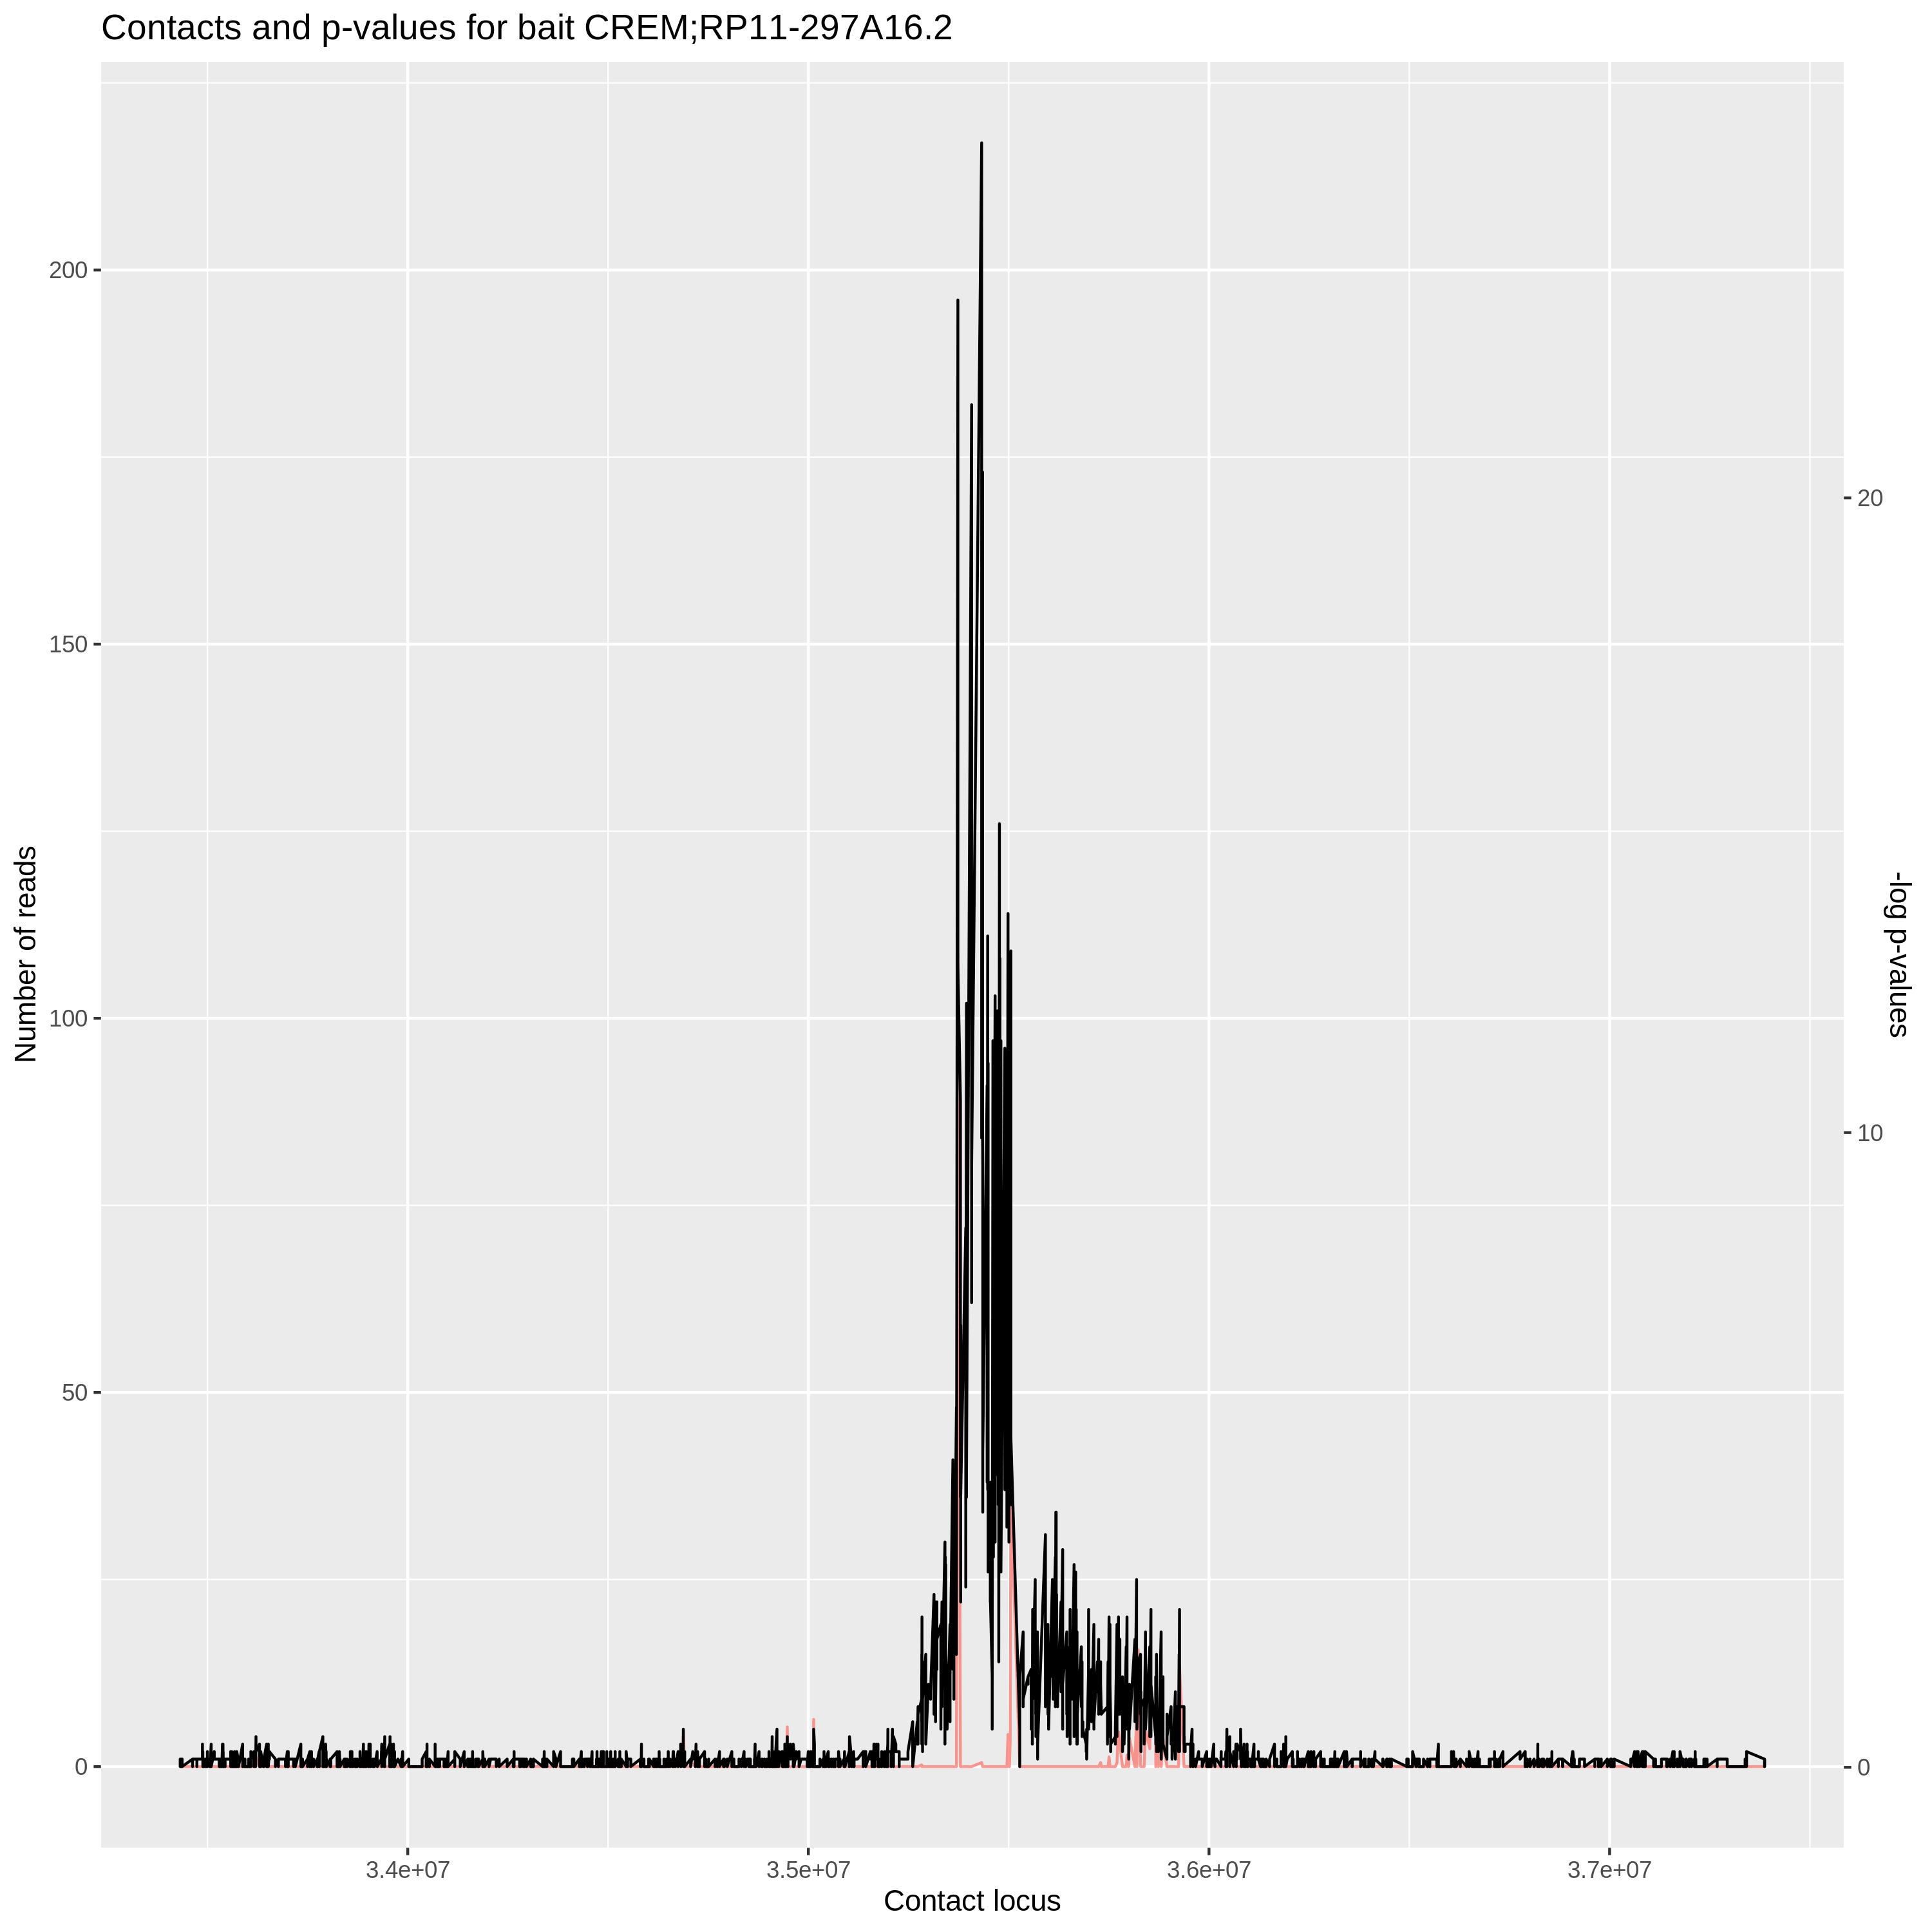 Contacts and p-values for bait CREM;RP11-297A16.2
200
150
100
50
0
Number of reads
20
10
0
-log p-values
3.4e+07 3.5e+07 3.6e+07 3.7e+07
Contact locus